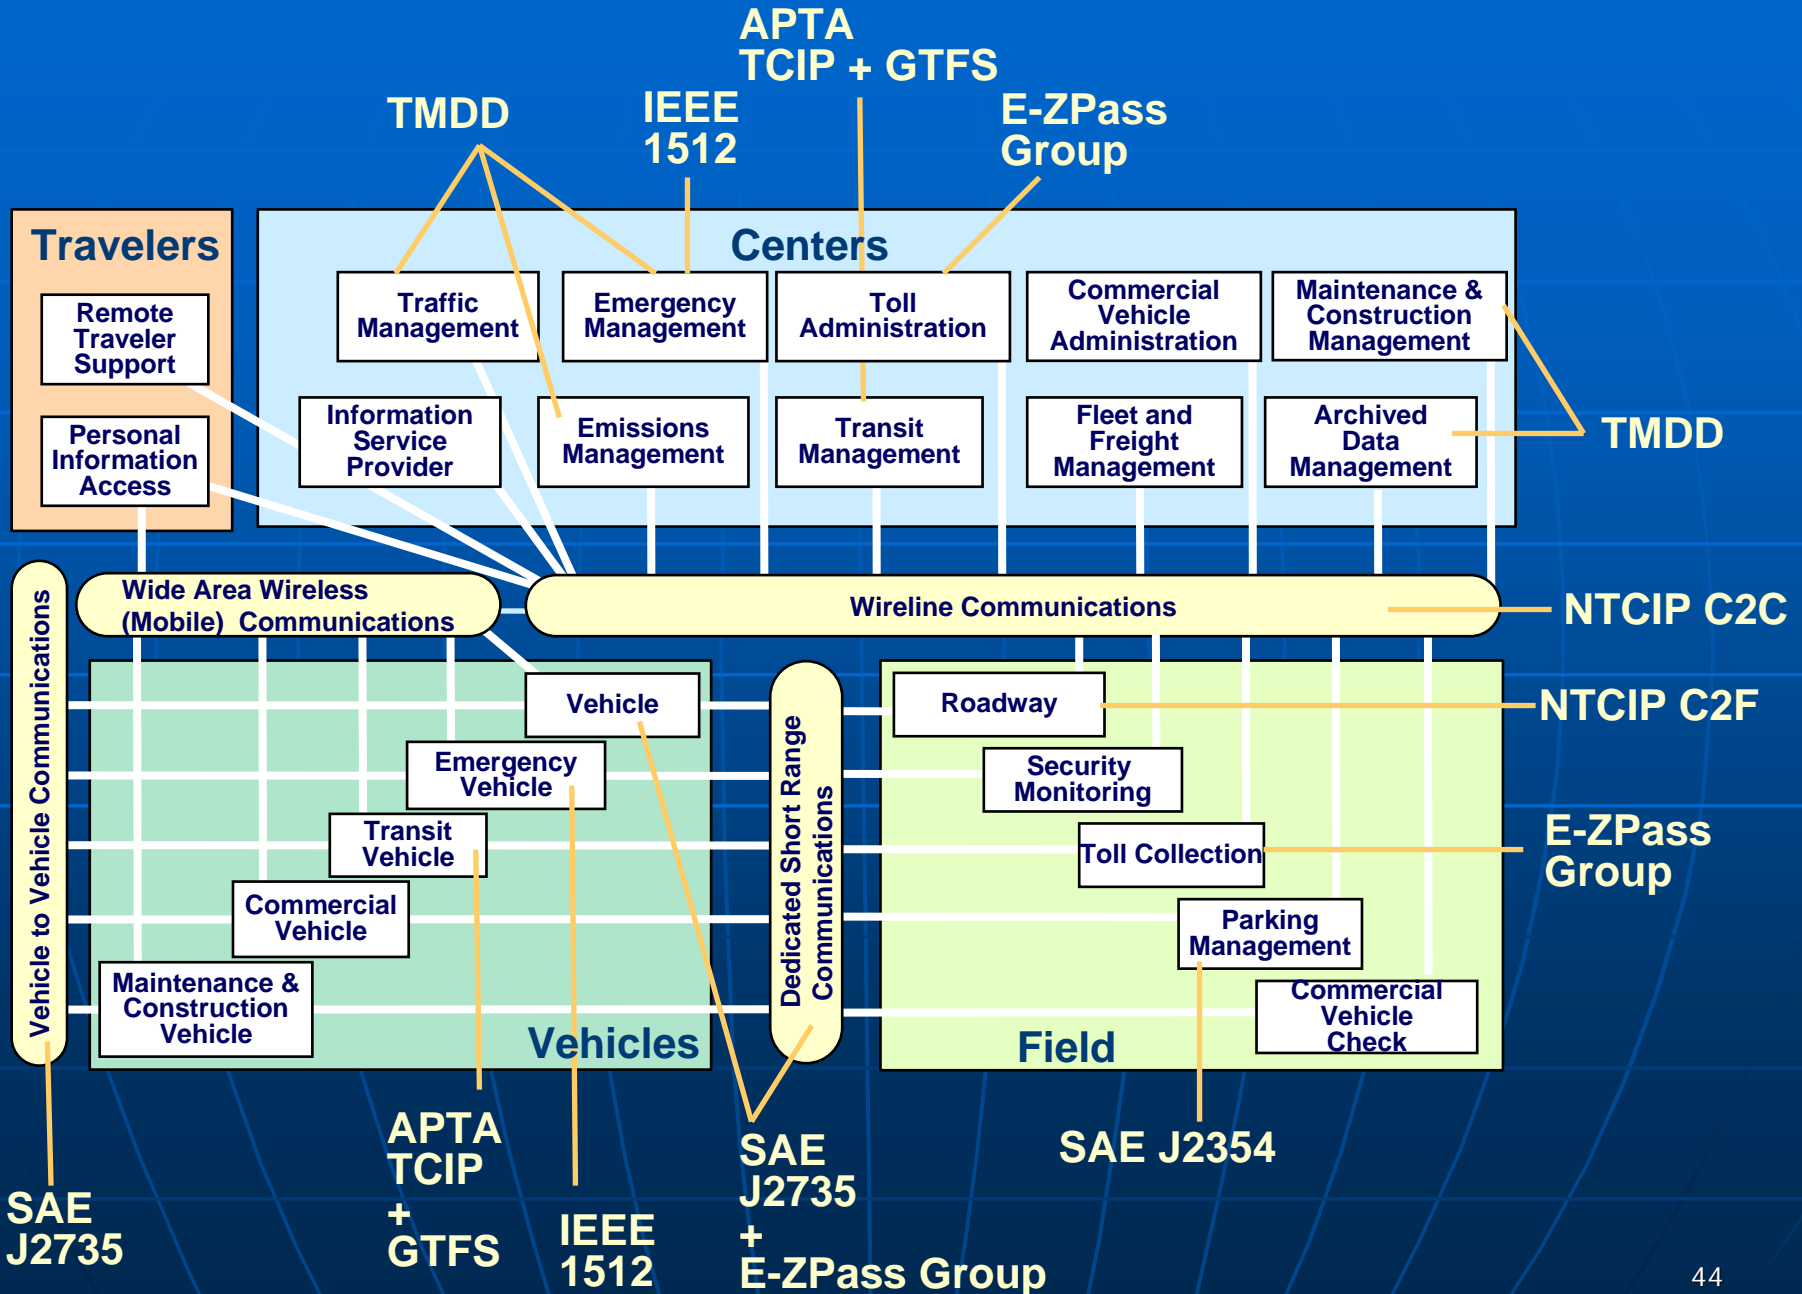 APTA
TCIP + GTFS
TMDD
IEEE
1512
E-ZPass
Group
Travelers
Centers
Remote
Traveler
Support
Traffic
Management
Emergency
Management
Toll
Administration
Commercial
Vehicle
Administration
Maintenance &
Construction
Management
Personal
Information
Access
Information
Service
Provider
Emissions
Management
Transit
Management
Fleet and
Freight
Management
Archived
Data
Management
TMDD
Wide Area Wireless
(Mobile) Communications
Wireline Communications
NTCIP C2C
Vehicle to Vehicle Communications
Vehicle
Emergency
Vehicle
Transit
Vehicle
Commercial
Vehicle
Maintenance &
Construction
Vehicle
Vehicles
Dedicated Short Range
Communications
Roadway
NTCIP C2F
Security
Monitoring
Toll Collection
E-ZPass
Group
Parking
Management
Commercial
Vehicle
Check
Field
SAE
J2735
APTA
TCIP
+
GTFS
IEEE
1512
SAE
J2735
+
E-ZPass Group
SAE J2354
44